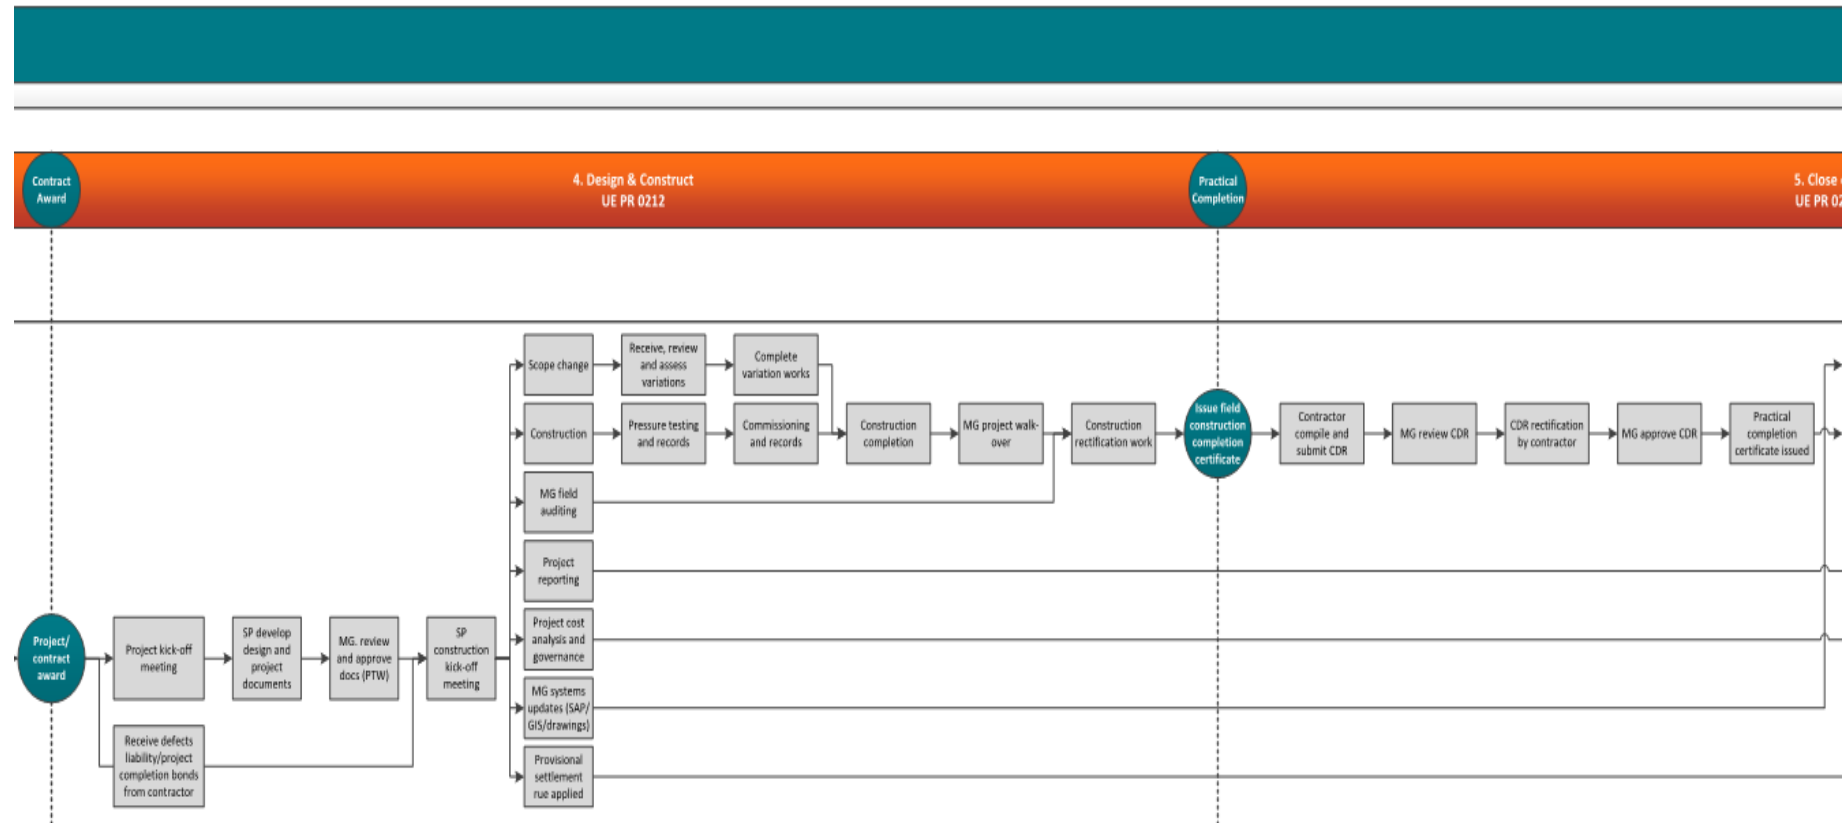 Contract
Award
4. Design & Construct
UE PR 0212
Practical
Completion
5. Close
UE PR 02
Scope change
Receive, review
and assess
variations
Complete
variation works
Construction
Pressure testing
and records
Commissioning
and records
Construction
completion
MG project walk-
over
Construction
rectification work
Issue field
construction
completion
certificate
Contractor
compile and
submit CDR
MG review CDR
CDR rectification
by contractor
MG approve CDR
Practical
completion
certificate issued
MG field
auditing
Project
reporting
Project/
contract
award
Project kick-off
meeting
SP develop
design and
project
documents
MG. review
and approve
docs (PTW)
SP
construction
kick-off
meeting
Project cost
analysis and
governance
MG systems
updates (SAP/
GIS/drawings)
Receive defects
liability/project
completion bonds
from contractor
Provisional
settlement
rue applied